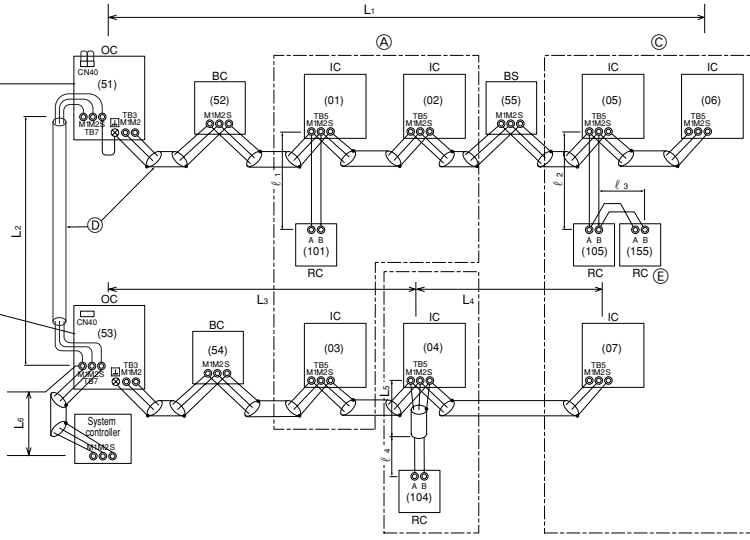 L1
OC
CN40
(51)
TB3
M1M2S
M1M2
TB7
BC
(52)
M1M2S
Ⓐ
IC
(01)
TB5
M1M2S
IC
(02)
TB5
M1M2S
BS
(55)
M1M2S
Ⓒ
IC
(05)
TB5
M1M2S
IC
(06)
TB5
M1M2S
L2
Ⓓ
ℓ1
A B
(101)
RC
ℓ2
ℓ3
A B
(105)
RC
A B
(155)
RC
Ⓔ
OC
CN40
(53)
TB3
M1M2S
M1M2
TB7
L3
L4
BC
(54)
M1M2S
IC
(03)
TB5
M1M2S
IC
(04)
TB5
M1M2S
IC
(07)
TB5
M1M2S
L5
L6
System
controller
M1M2S
ℓ4
A B
(104)
RC